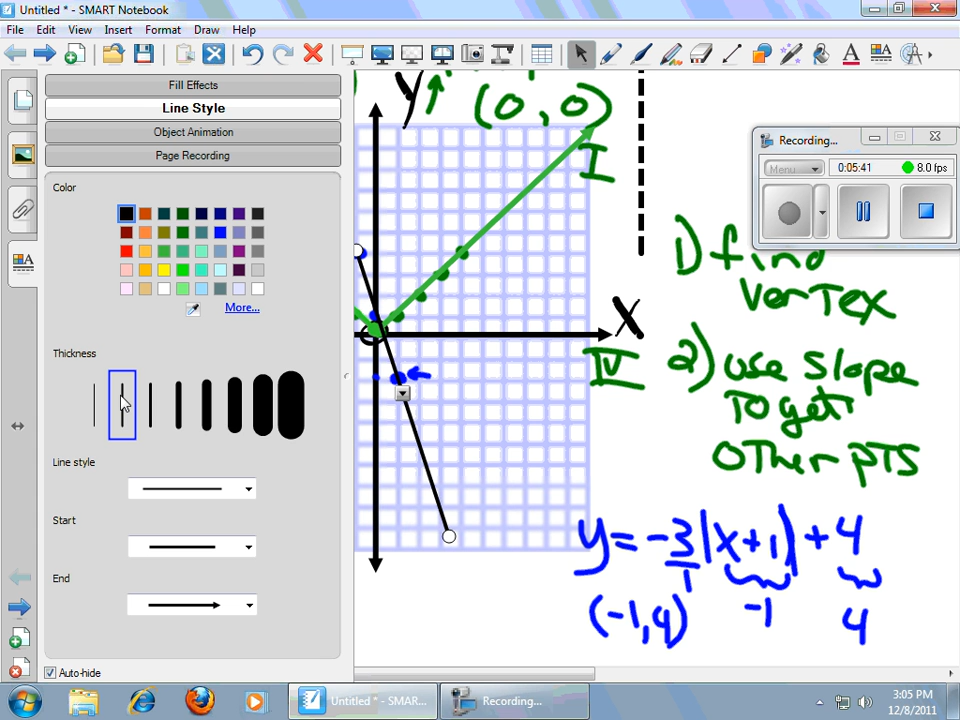 Untitled * - SMART Notebook
File Edit View Insert Format Draw Help
Fill Effects
Line Style
Object Animation
Page Recording
Color
More...
Thickness
Line style
Start
End
Auto-hide
Y
(0,0)
I
X
IV
Recording...
Menu
0:05:41
8.0 fps
1) find
vertex
2) use slope
To get
other pts
y = -3/1 |x+1| + 4
-1
4
(-1,4)
Untitled * - SMAR...
Recording...
3:05 PM
12/8/2011